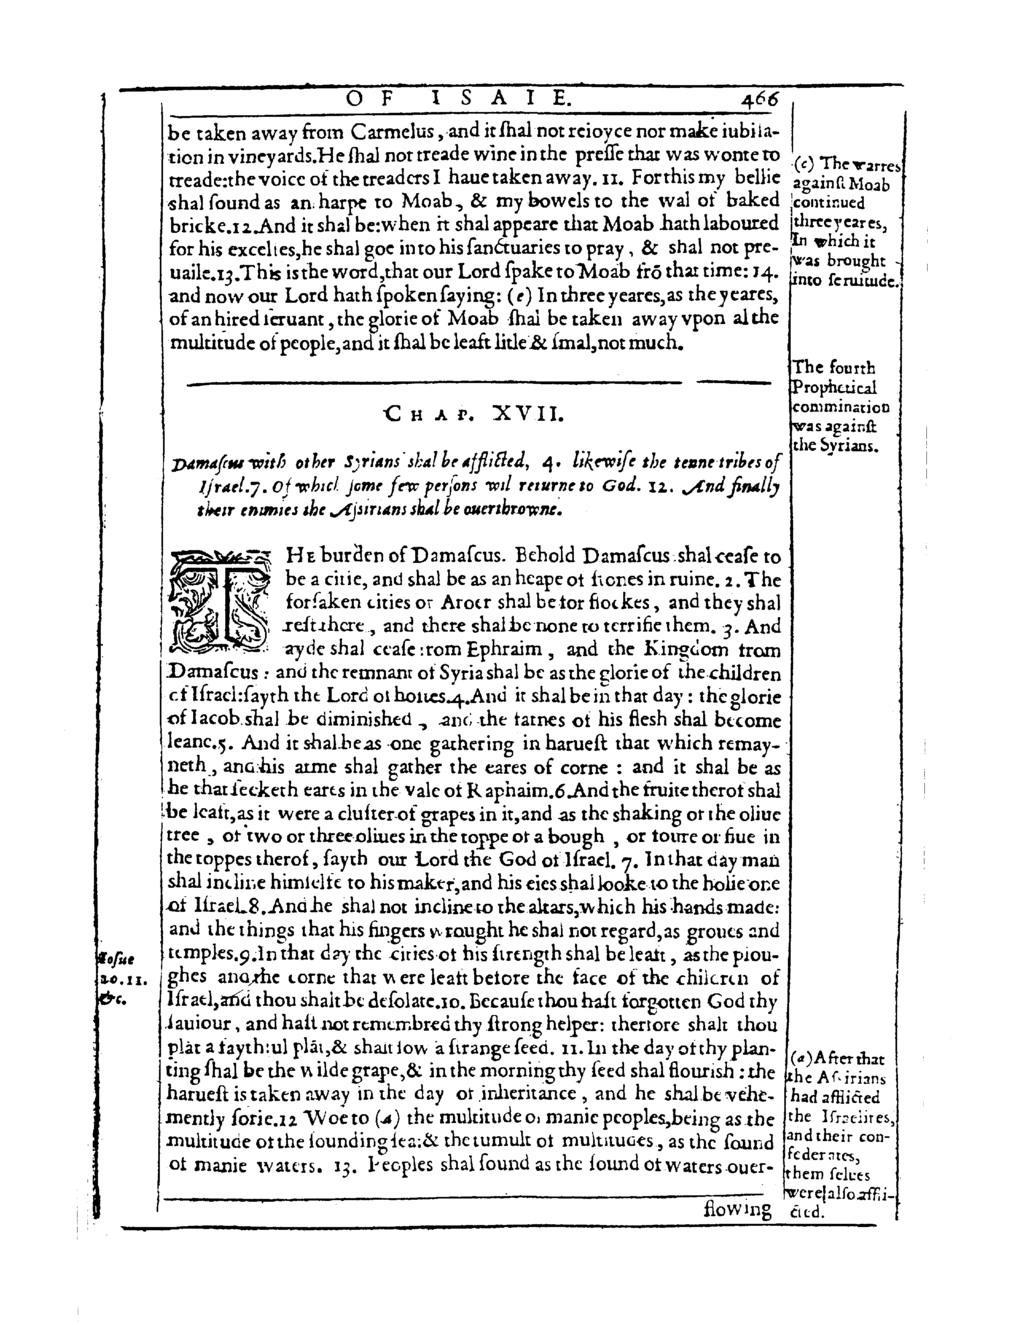 OF ISAIE. 466
be taken away from Carmelus, and it ſhal not reioyce nor make iubila-
tion in vineyards. He ſhal not treade wine in the preſſe that was wonte to
treade: the voice of the treaders I haue taken away. 11. For this my bellie
shal ſound as an harpe to Moab, & my bowels to the wal of baked
bricke. 12. And it shal be: when it shal appeare that Moab hath laboured
for his excelſes, he shal goe into his ſanctuaries to pray, & shal not pre-
uaile. 13. This is the word, that our Lord ſpake to Moab frō that time: 14.
and now our Lord hath ſpoken ſaying: (c) In three yeares, as the yeares,
of an hired ſeruant, the glorie of Moab ſhal be taken away vpon al the
multitude of people, and it ſhal be leaft litle & ſmal, not much.
(c) The warres
againſt Moab
continued
three yeares,
In which it
was brought
into ſeruitude.
The fourth
Prophetical
commination
was againſt
the Syrians.
CHAP. XVII.
Damaſcus with other Syrians shal be afflicted, 4. likewiſe the tenne tribes of
Iſrael. 7. Of which ſome few perſons wil returne to God. 12. And finally
their enimies the Aſsirians shal be ouerthrowne.
THE burden of Damaſcus. Behold Damaſcus shal ceaſe to
be a citie, and shal be as an heape of ſtones in ruine. 2. The
forſaken cities of Aroer shal be for flockes, and they shal
reſt there, and there shal be none to terrifie them. 3. And
ayde shal ceaſe from Ephraim, and the Kingdom from
Damaſcus: and the remnant of Syria shal be as the glorie of the children
of Iſrael: ſayth the Lord of hoſtes. 4. And it shal be in that day: the glorie
of Iacob shal be diminished, and the fatnes of his flesh shal become
leane. 5. And it shal be as one gathering in harueſt that which remay-
neth, and his arme shal gather the eares of corne: and it shal be as
he that ſeeketh eares in the vale of Raphaim. 6. And the fruite therof shal
be leaft, as it were a cluſter of grapes in it, and as the shaking of the oliue
tree, of two or three oliues in the toppe of a bough, or foure or fiue in
the toppes therof, ſayth our Lord the God of Iſrael. 7. In that day man
shal incline himſelfe to his maker, and his eies shal looke to the holie one
of Iſrael. 8. And he shal not incline to the altars, which his hands made:
and the things that his fingers wrought he shal not regard, as groues and
temples. 9. In that day the cities of his ſtrength shal be leaft, as the plou-
ghes and the corne that were leaft before the face of the children of
Iſrael, and thou shalt be deſolate. 10. Becauſe thou haſt forgotten God thy
ſauiour, and haſt not remembred thy ſtrong helper: therfore shalt thou
plāt a faythful plāt, & shalt ſow a ſtrange ſeed. 11. In the day of thy plan-
ting ſhal be the wilde grape, & in the morning thy ſeed shal flourish: the
harueſt is taken away in the day of inheritance, and he shal be vehe-
mently ſorie. 12 Woe to (a) the multitude of manie peoples, being as the
multitude of the ſounding ſea: & the tumult of multitudes, as the ſound
of manie waters. 13. Peoples shal ſound as the ſound of waters ouer-
flowing
Ioſue
20. 11.
&c.
(a) After that
the Aſsirians
had afflicted
the Iſraelites,
and their con-
federates,
them ſelues
were alſo affli-
cted.